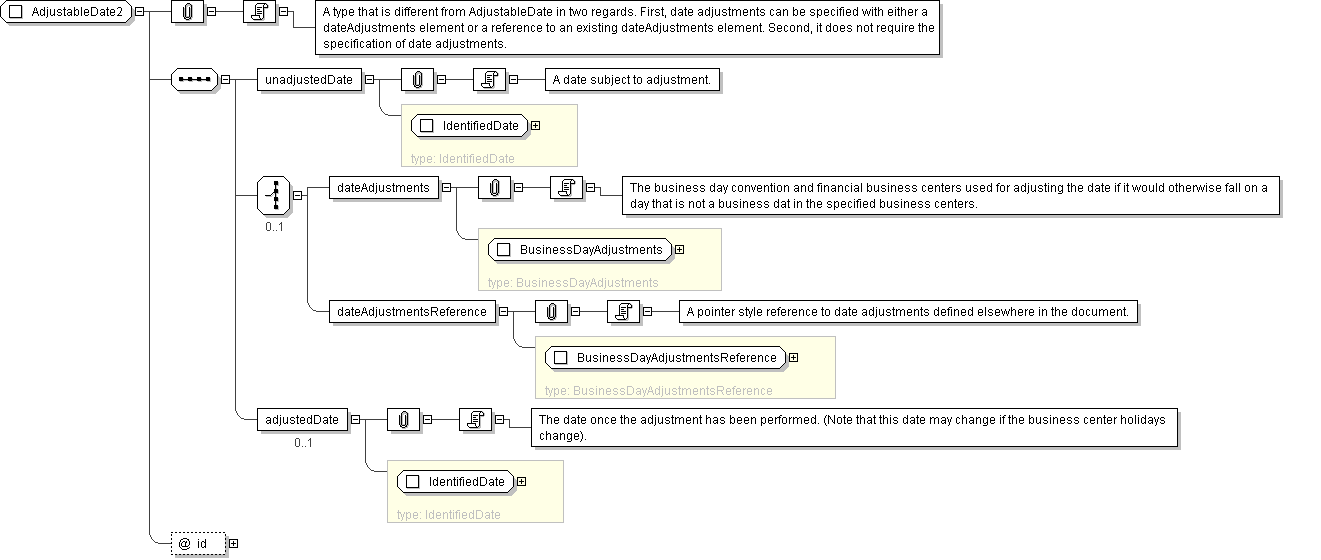 AdjustableDate2
A type that is different from AdjustableDate in two regards. First, date adjustments can be specified with either a
dateAdjustments element or a reference to an existing dateAdjustments element. Second, it does not require the
specification of date adjustments.
unadjustedDate
A date subject to adjustment.
IdentifiedDate
type: IdentifiedDate
0..1
dateAdjustments
The business day convention and financial business centers used for adjusting the date if it would otherwise fall on a
day that is not a business dat in the specified business centers.
BusinessDayAdjustments
type: BusinessDayAdjustments
dateAdjustmentsReference
A pointer style reference to date adjustments defined elsewhere in the document.
BusinessDayAdjustmentsReference
type: BusinessDayAdjustmentsReference
adjustedDate
0..1
The date once the adjustment has been performed. (Note that this date may change if the business center holidays
change).
IdentifiedDate
type: IdentifiedDate
@ id